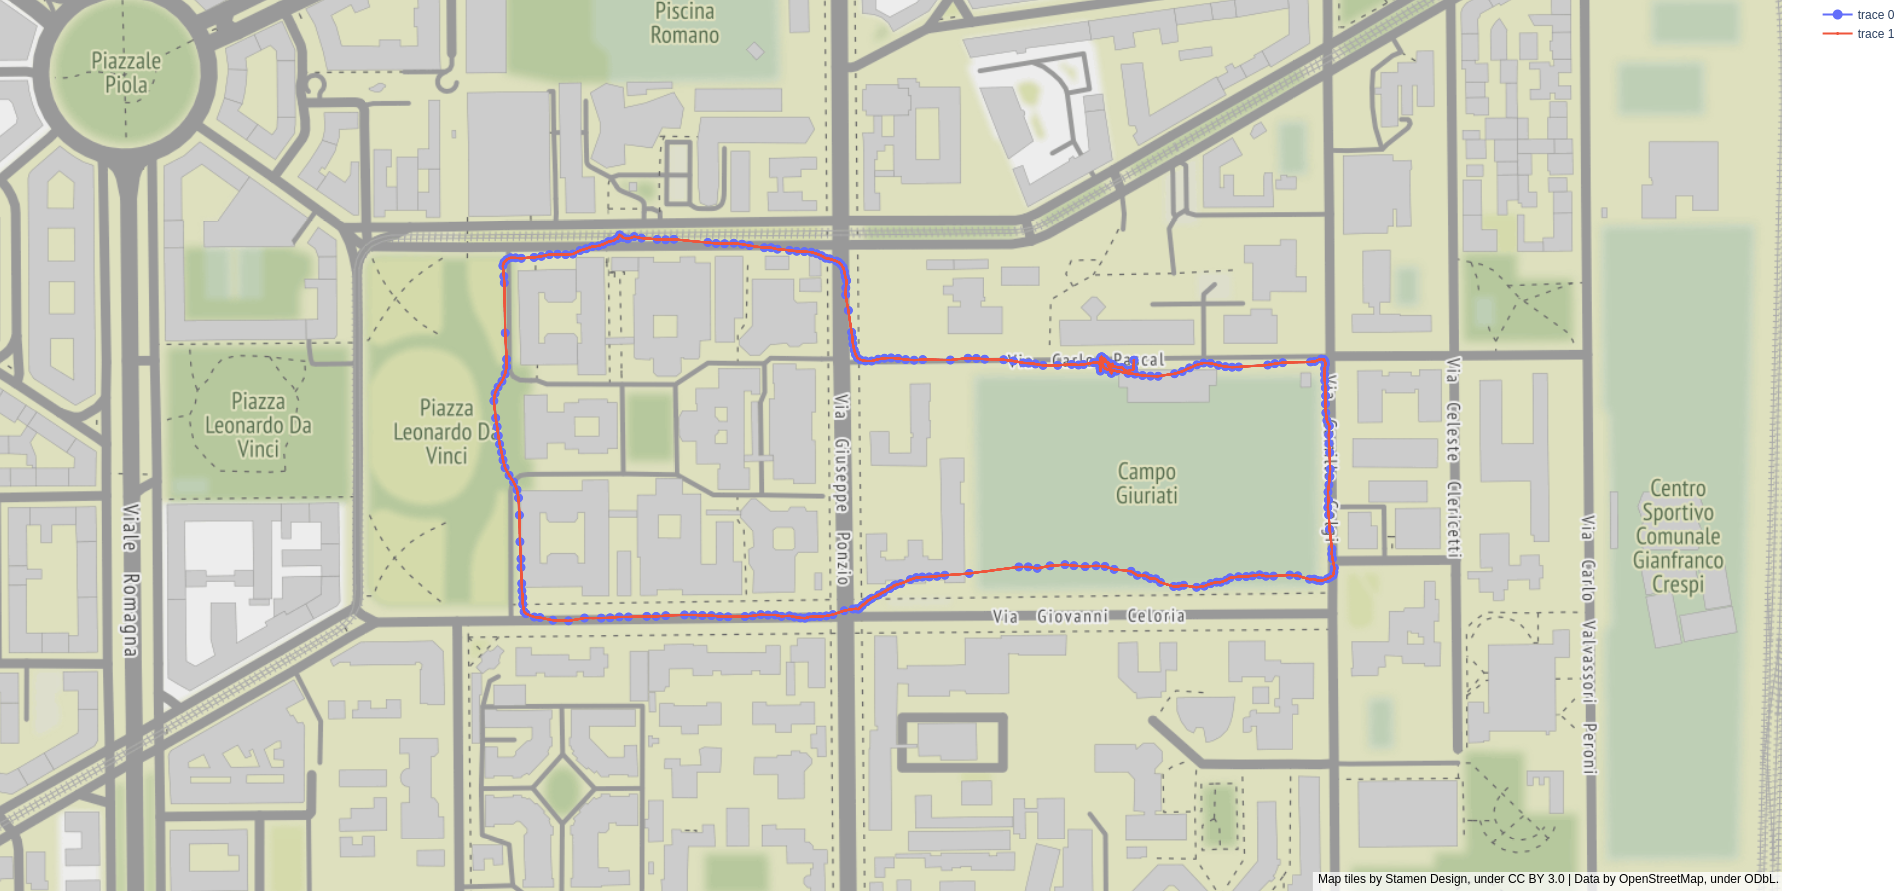 Piscina
Romano
trace 0
trace 1
Piazzale
Piola
Via Carlo Pascal
Via
Via Celeste Clericetti
Piazza
Leonardo Da
Vinci
Piazza
Leonardo D
Vinci
Via Giuseppe Ponzio
Campo
Giuriati
Centro
Sportivo
Comunale
Gianfranco
Crespi
Viale Romagna
Via Carlo Valvassori Peroni
Via Giovanni Celoria
Map tiles by Stamen Design, under CC BY 3.0 | Data by OpenStreetMap, under ODbL.